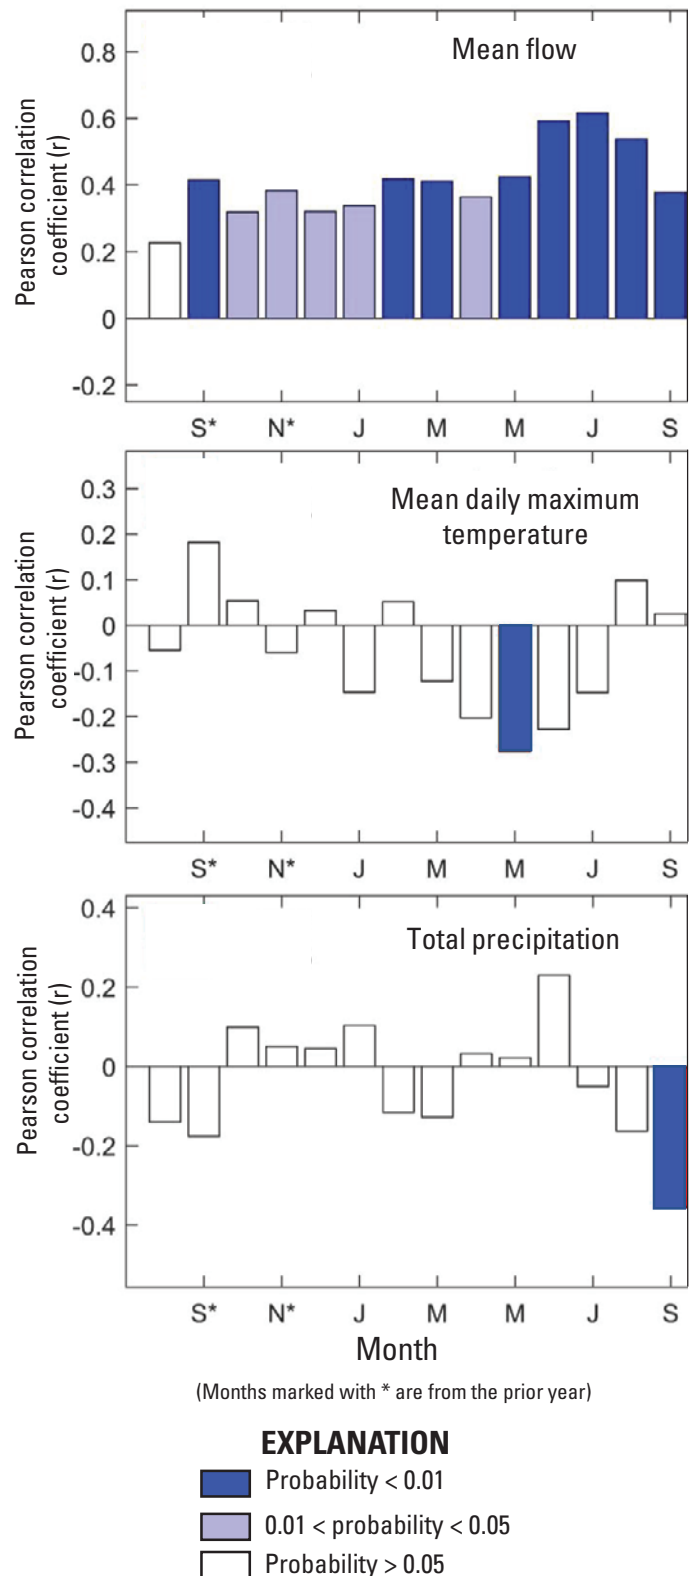 Mean flow
Pearson correlation
coefficient (r)
0.8
0.6
0.4
0.2
0
-0.2
S* N* J M M J S
Mean daily maximum
temperature
Pearson correlation
coefficient (r)
0.3
0.2
0.1
0
-0.1
-0.2
-0.3
-0.4
S* N* J M M J S
Total precipitation
Pearson correlation
coefficient (r)
0.4
0.2
0
-0.2
-0.4
S* N* J M M J S
Month
(Months marked with * are from the prior year)
EXPLANATION
Probability < 0.01
0.01 < probability < 0.05
Probability > 0.05